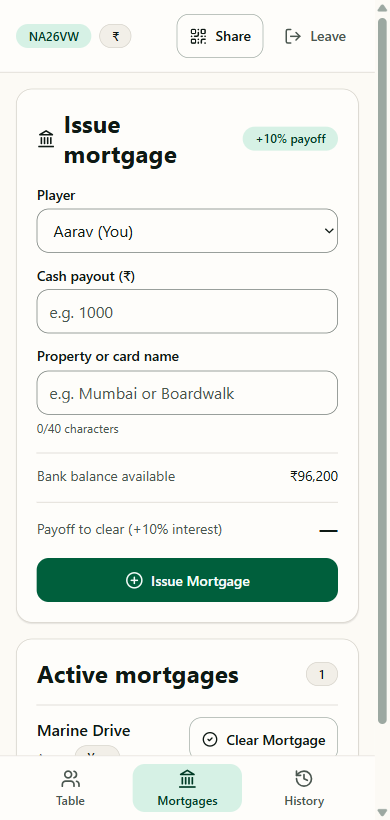 NA26VW ₹ Share Leave
Issue
mortgage
+10% payoff
Player
Aarav (You)
Cash payout (₹)
e.g. 1000
Property or card name
e.g. Mumbai or Boardwalk
0/40 characters
Bank balance available ₹96,200
Payoff to clear (+10% interest) —
Issue Mortgage
Active mortgages 1
Marine Drive
Clear Mortgage
Table Mortgages History